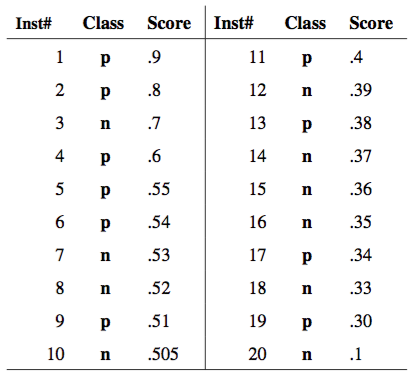 Inst# Class Score Inst# Class Score
1 p .9 11 p .4
2 p .8 12 n .39
3 n .7 13 p .38
4 p .6 14 n .37
5 p .55 15 n .36
6 p .54 16 n .35
7 n .53 17 p .34
8 n .52 18 n .33
9 p .51 19 p .30
10 n .505 20 n .1